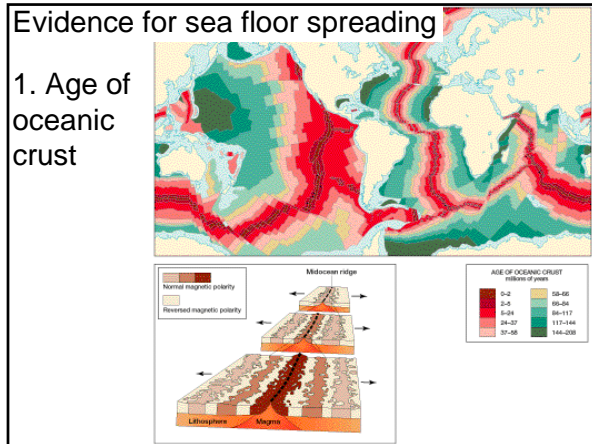 Evidence for sea floor spreading
1. Age of
oceanic
crust
Midocean ridge
Normal magnetic polarity
Reversed magnetic polarity
Lithosphere
Magma
AGE OF OCEANIC CRUST
millions of years
0–2
2–5
5–24
24–37
37–58
58–66
66–84
84–117
117–144
144–208